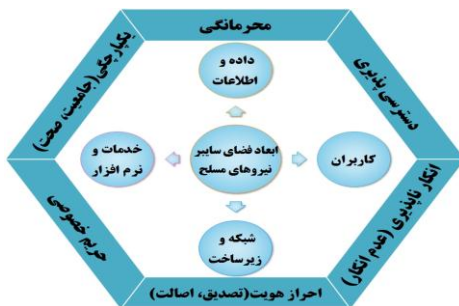 محرمانگی
یکپارچگی(جامعیت، صحت)
دسترسی پذیری
داده و
اطلاعات
خدمات و
نرم افزار
ابعاد فضای سایبر
نیروهای مسلح
کاربران
شبکه و
زیرساخت
حریم خصوصی
انکار ناپذیری (عدم انکار)
احراز هویت(تصدیق، اصالت)